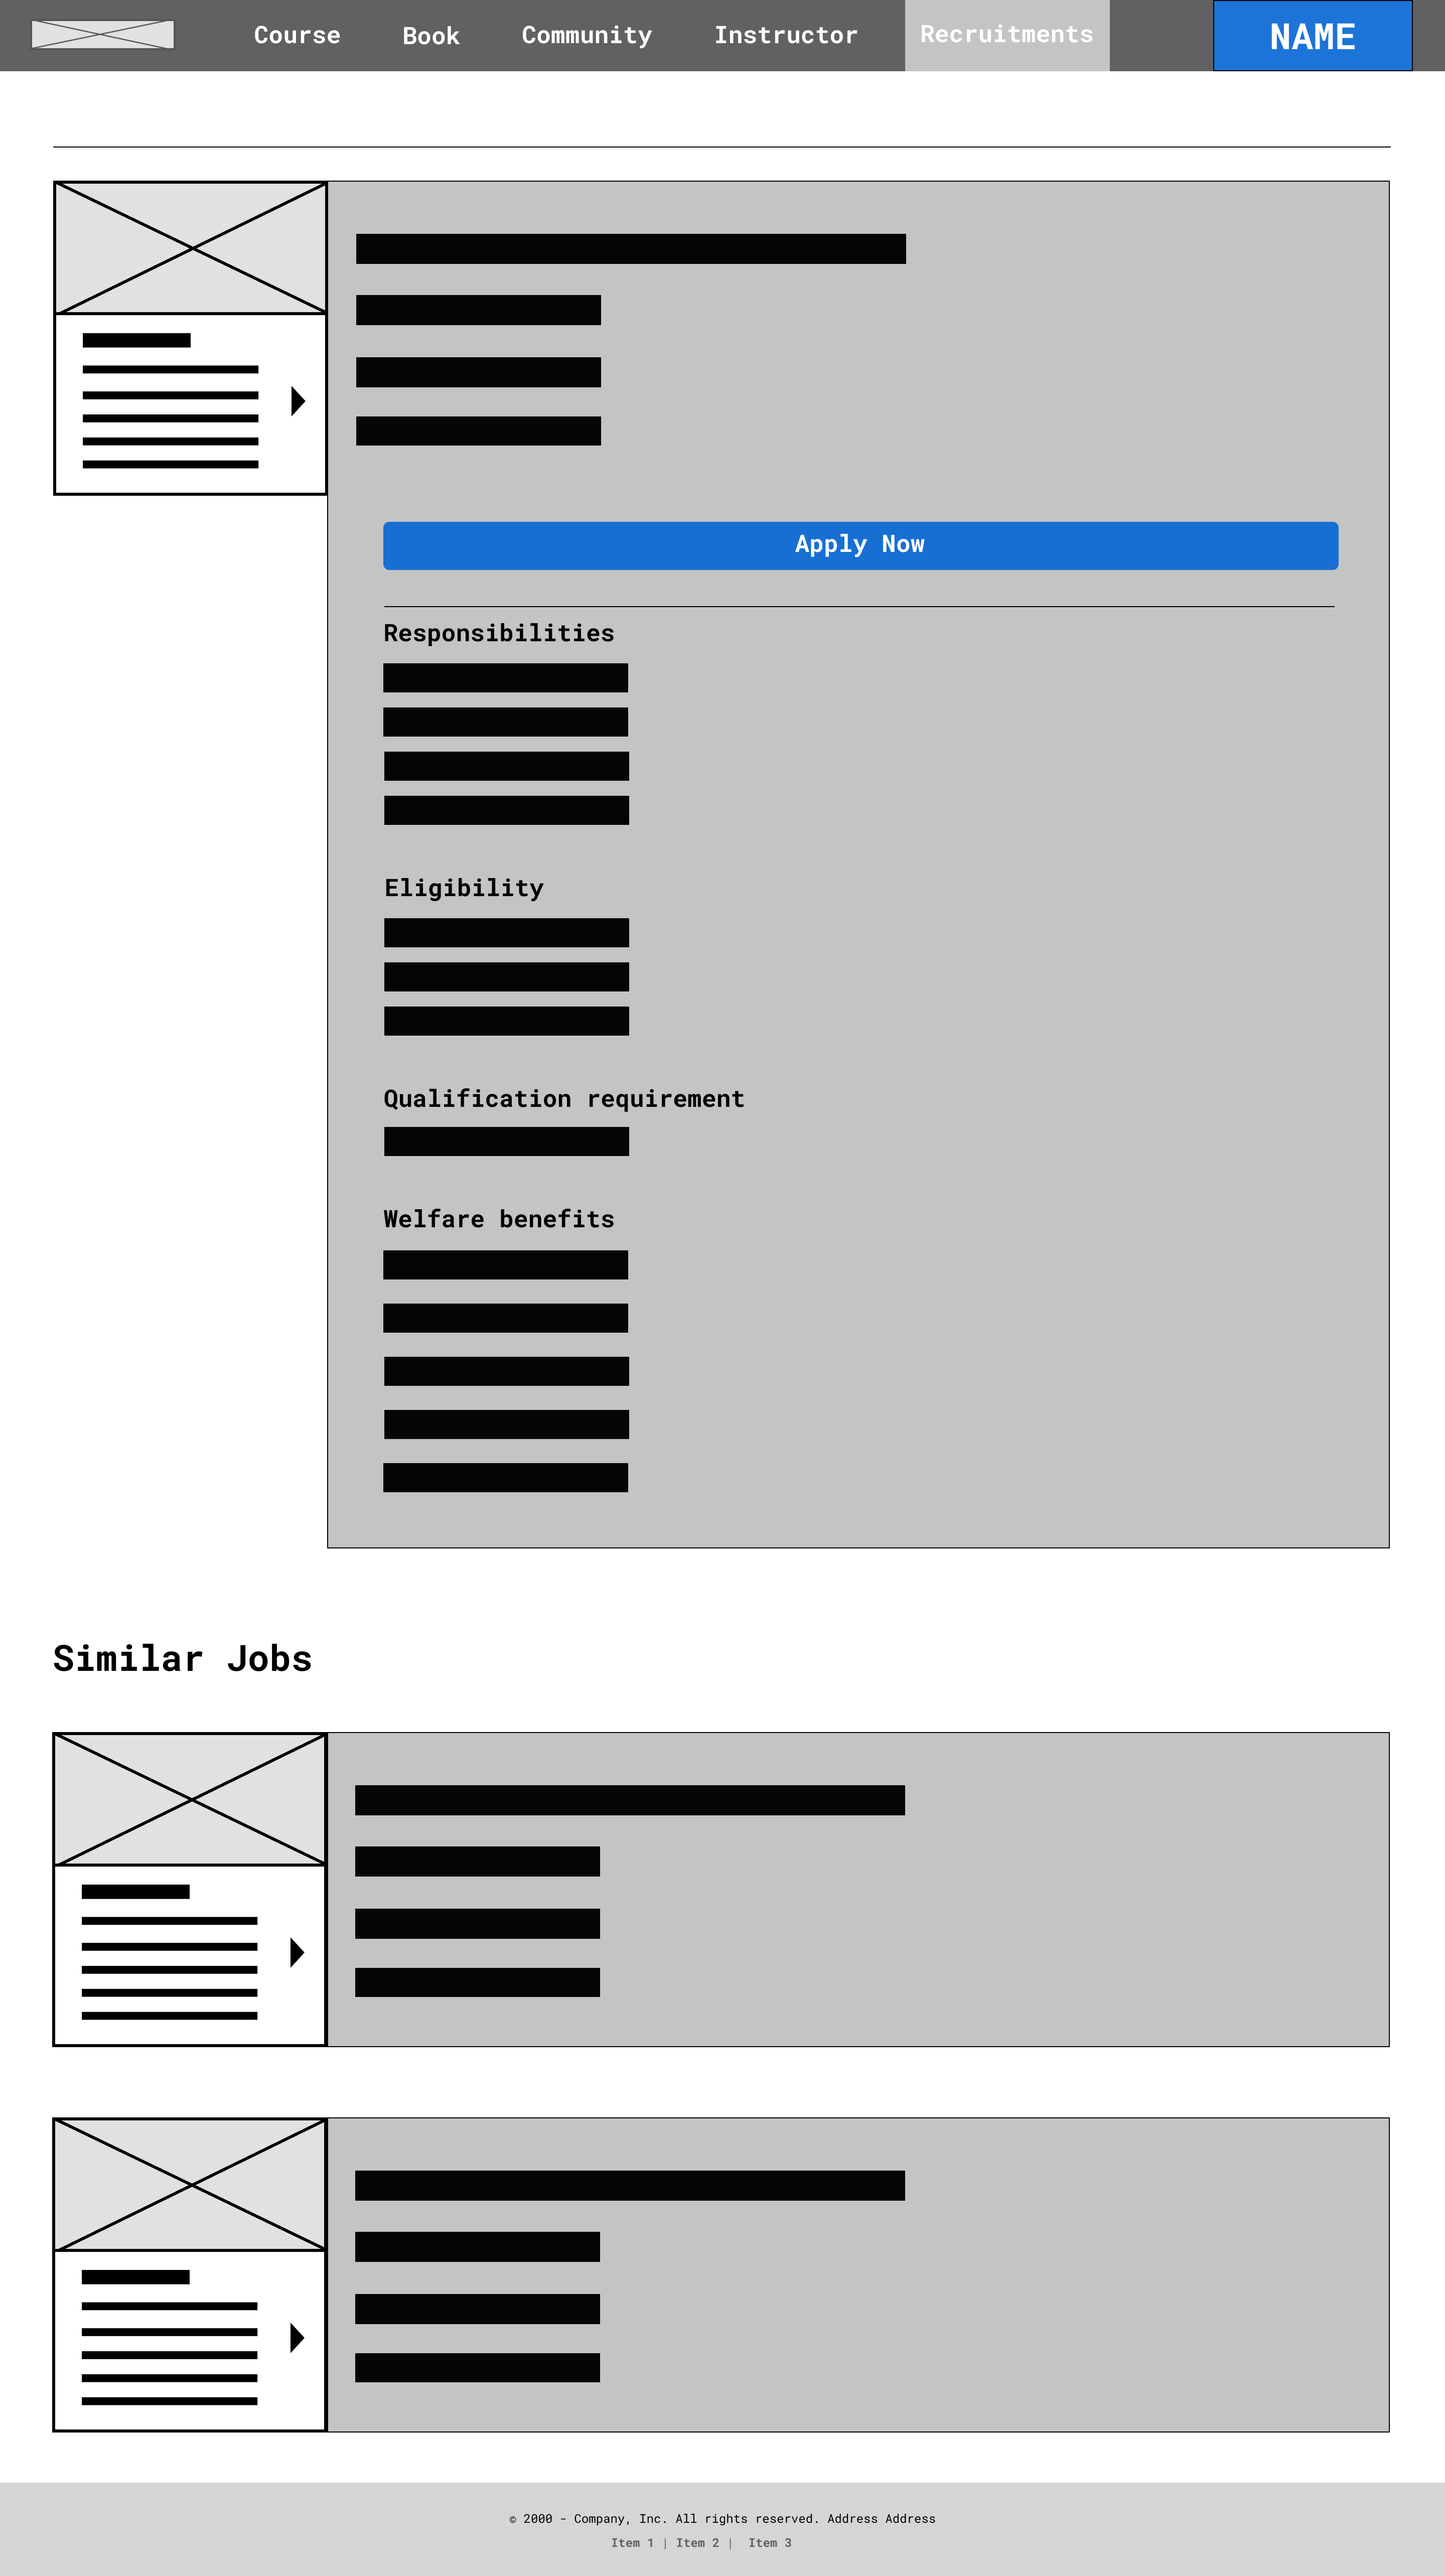 Course Book Community Instructor Recruitments NAME
Apply Now
Responsibilities
Eligibility
Qualification requirement
Welfare benefits
Similar Jobs
© 2000 - Company, Inc. All rights reserved. Address Address
Item 1 | Item 2 | Item 3